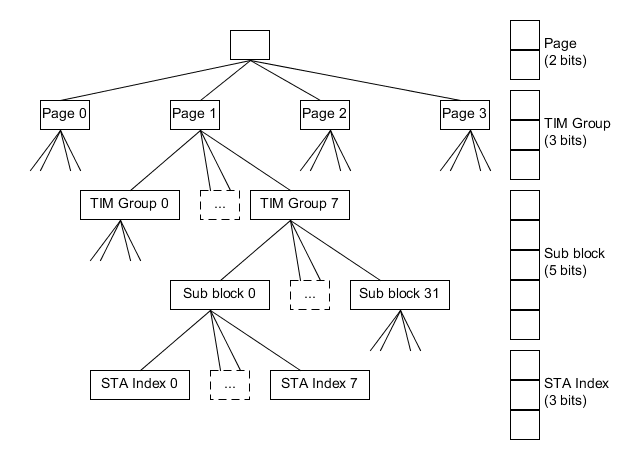 Page
(2 bits)
Page 0
Page 1
Page 2
Page 3
TIM Group
(3 bits)
TIM Group 0
...
TIM Group 7
Sub block
(5 bits)
Sub block 0
...
Sub block 31
STA Index 0
...
STA Index 7
STA Index
(3 bits)